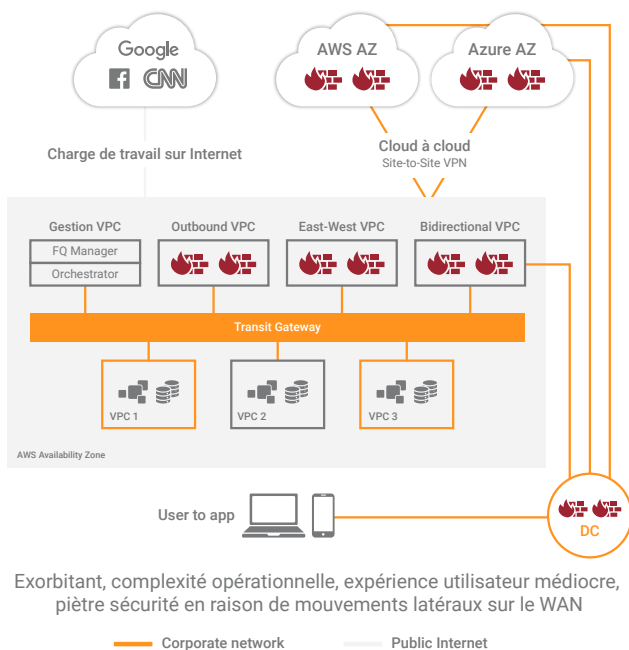 Google
CNN
AWS AZ
Azure AZ
Charge de travail sur Internet
Cloud à cloud
Site-to-Site VPN
Gestion VPC
Outbound VPC
East-West VPC
Bidirectional VPC
FQ Manager
Orchestrator
Transit Gateway
VPC 1
VPC 2
VPC 3
AWS Availability Zone
User to app
DC
Exorbitant, complexité opérationnelle, expérience utilisateur médiocre,
piètre sécurité en raison de mouvements latéraux sur le WAN
Corporate network
Public Internet